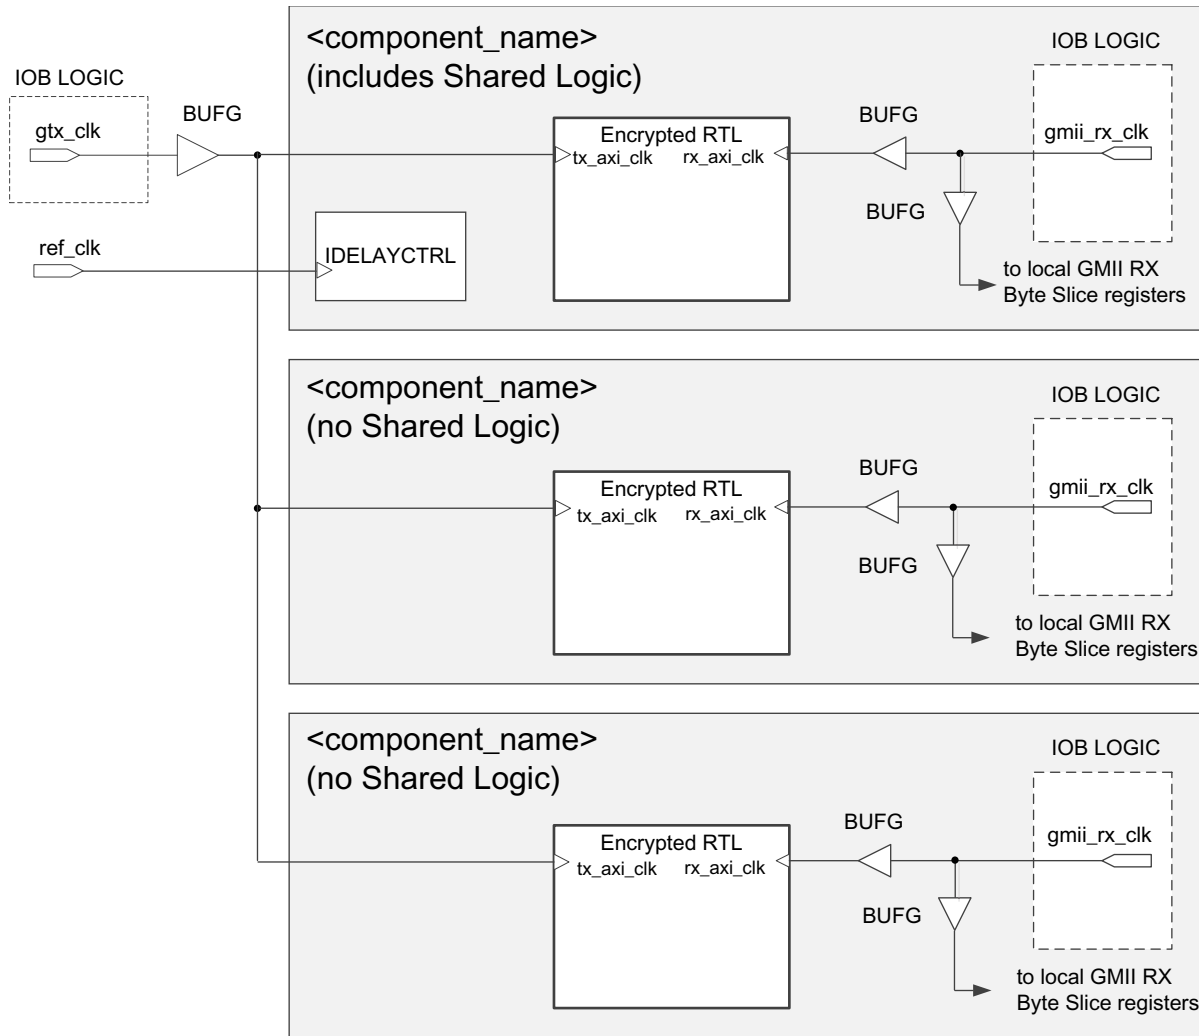 <component_name>
(includes Shared Logic)
IOB LOGIC
IOB LOGIC
BUFG
gtx_clk
BUFG
Encrypted RTL
tx_axi_clk
rx_axi_clk
gmii_rx_clk
BUFG
ref_clk
IDELAYCTRL
to local GMII RX
Byte Slice registers
<component_name>
(no Shared Logic)
IOB LOGIC
BUFG
Encrypted RTL
tx_axi_clk
rx_axi_clk
gmii_rx_clk
BUFG
to local GMII RX
Byte Slice registers
<component_name>
(no Shared Logic)
IOB LOGIC
BUFG
Encrypted RTL
tx_axi_clk
rx_axi_clk
gmii_rx_clk
BUFG
to local GMII RX
Byte Slice registers